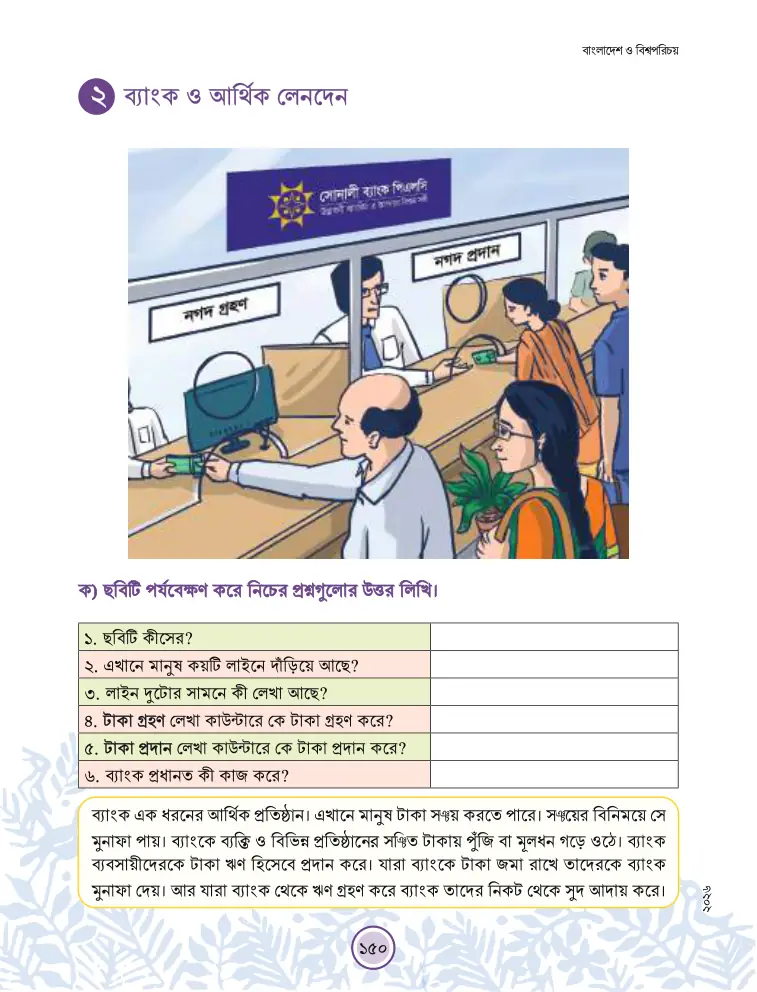 বাংলাদেশ ও বিশ্বপরিচয়
২ ব্যাংক ও আর্থিক লেনদেন
সোনালী ব্যাংক পিএলসি
নগদ প্রদান
নগদ গ্রহণ
ক) ছবিটি পর্যবেক্ষণ করে নিচের প্রশ্নগুলোর উত্তর লিখি।
১. ছবিটি কীসের?
২. এখানে মানুষ কয়টি লাইনে দাঁড়িয়ে আছে?
৩. লাইন দুটোর সামনে কী লেখা আছে?
৪. টাকা গ্রহণ লেখা কাউন্টারে কে টাকা গ্রহণ করে?
৫. টাকা প্রদান লেখা কাউন্টারে কে টাকা প্রদান করে?
৬. ব্যাংক প্রধানত কী কাজ করে?
ব্যাংক এক ধরনের আর্থিক প্রতিষ্ঠান। এখানে মানুষ টাকা সঞ্চয় করতে পারে। সঞ্চয়ের বিনিময়ে সে
মুনাফা পায়। ব্যাংকে ব্যক্তি ও বিভিন্ন প্রতিষ্ঠানের সঞ্চিত টাকায় পুঁজি বা মূলধন গড়ে ওঠে। ব্যাংক
ব্যবসায়ীদেরকে টাকা ঋণ হিসেবে প্রদান করে। যারা ব্যাংকে টাকা জমা রাখে তাদেরকে ব্যাংক
মুনাফা দেয়। আর যারা ব্যাংক থেকে ঋণ গ্রহণ করে ব্যাংক তাদের নিকট থেকে সুদ আদায় করে।
২০২৬
১৫০